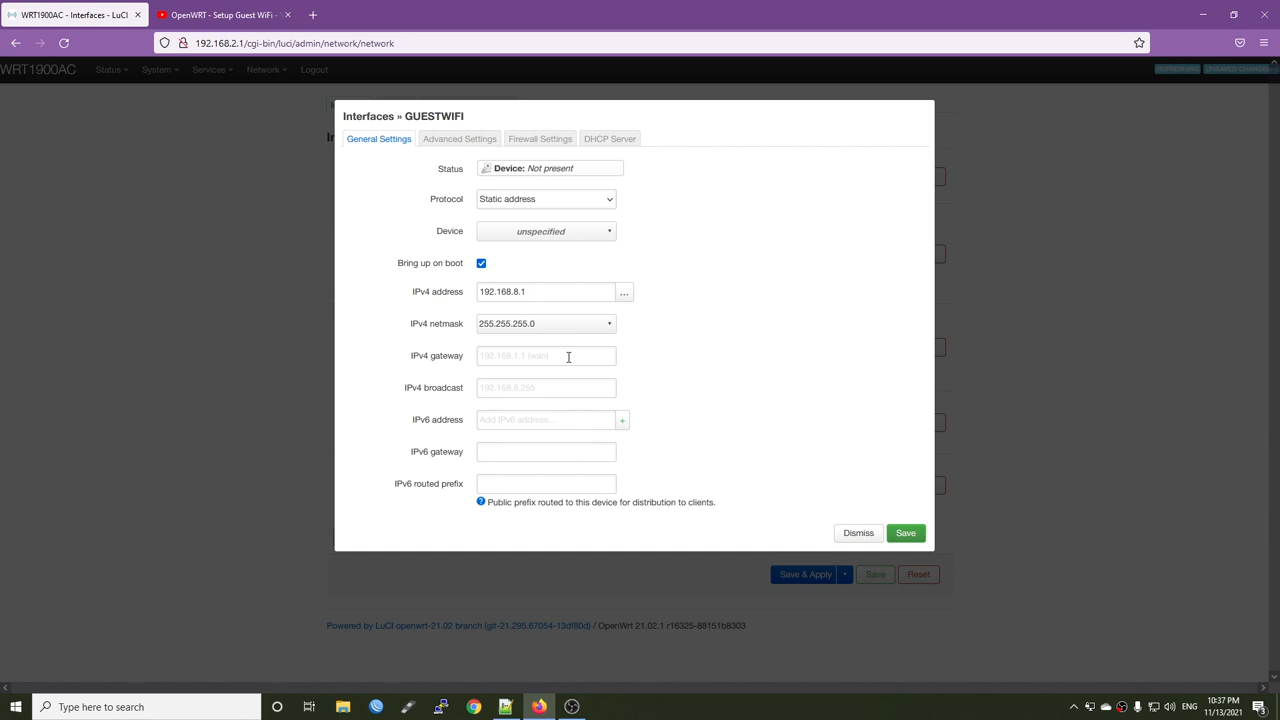 WRT1900AC - Interfaces - LuCI
OpenWRT - Setup Guest WiFi -
192.168.2.1/cgi-bin/luci/admin/network/network
WRT1900AC Status System Services Network Logout REFRESHING UNSAVED CHANGES
Interfaces » GUESTWIFI
General Settings Advanced Settings Firewall Settings DHCP Server
Status Device: Not present
Protocol Static address
Device unspecified
Bring up on boot
IPv4 address 192.168.8.1 ...
IPv4 netmask 255.255.255.0
IPv4 gateway 192.168.1.1 (wan)
IPv4 broadcast 192.168.8.255
IPv6 address Add IPv6 address... +
IPv6 gateway
IPv6 routed prefix
Public prefix routed to this device for distribution to clients.
Dismiss Save
Save & Apply Save Reset
Powered by LuCI openwrt-21.02 branch (git-21.295.67054-13df80d) / OpenWrt 21.02.1 r16325-88151b8303
Type here to search
ENG
10:37 PM
11/13/2021